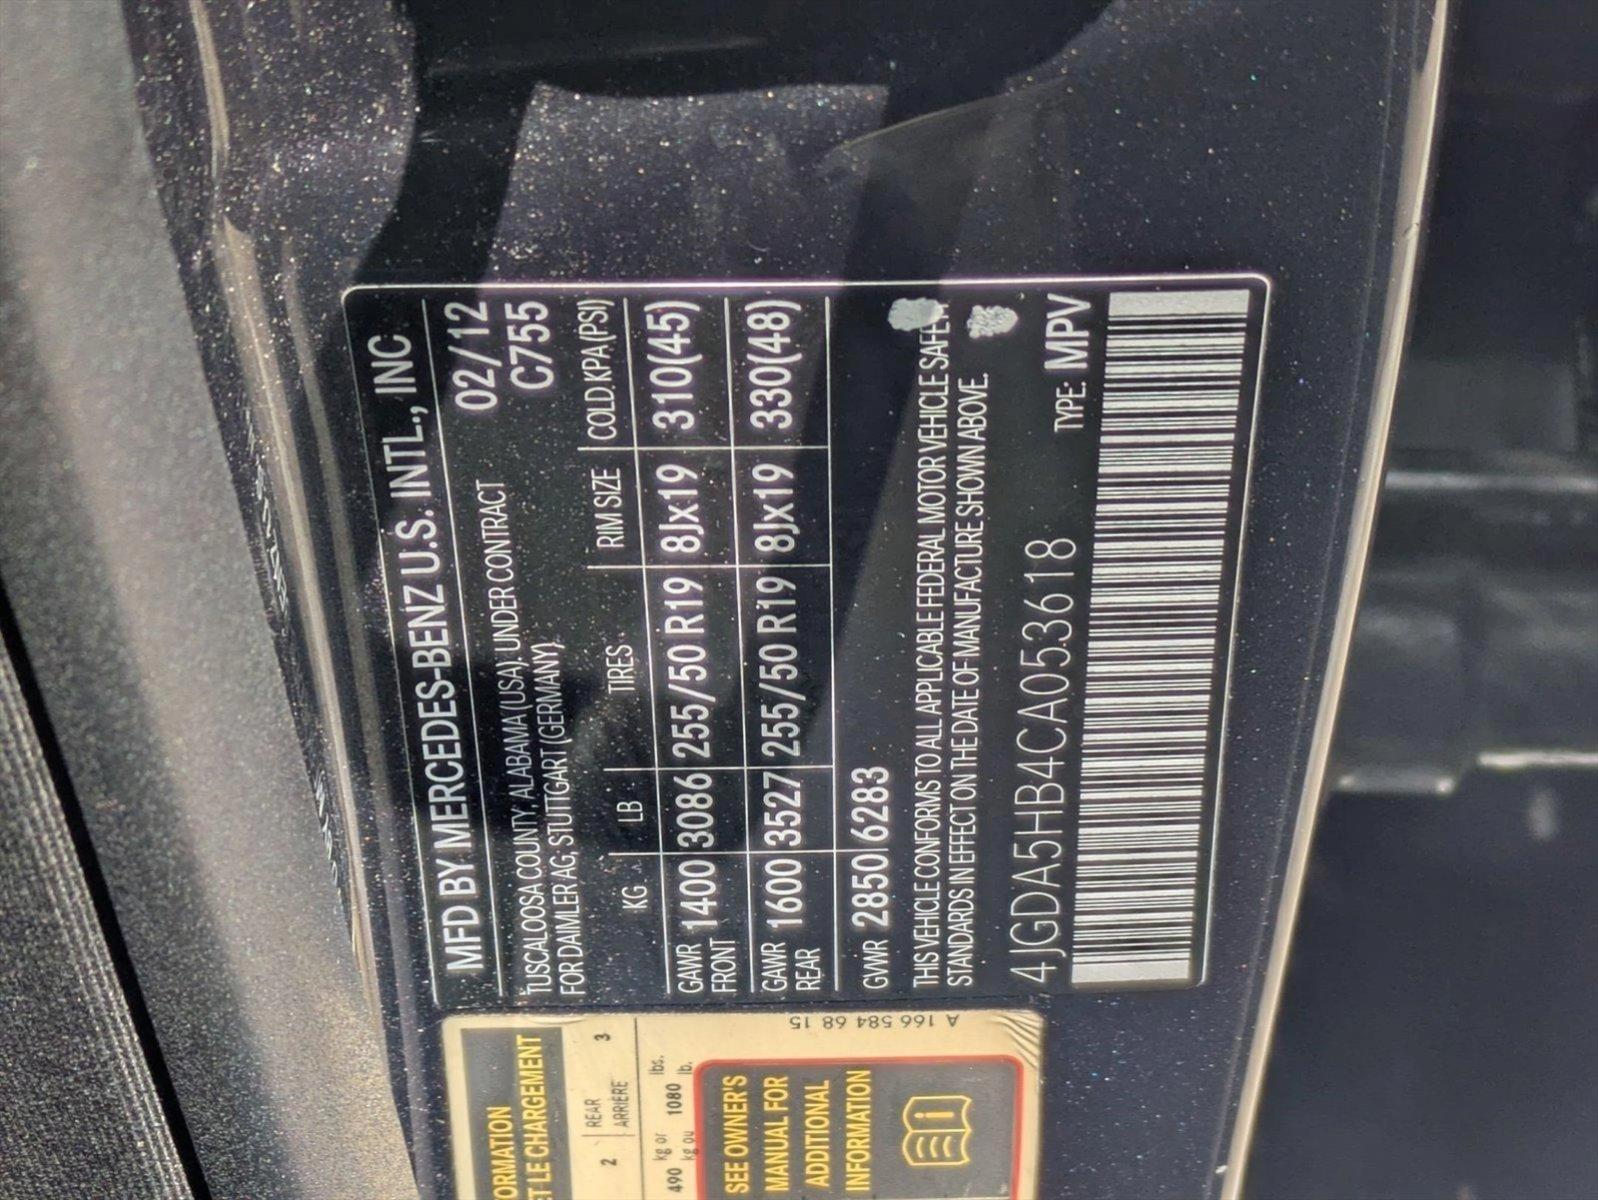 MFD BY MERCEDES-BENZ U.S. INTL., INC
TUSCALOOSA COUNTY, ALABAMA (USA), UNDER CONTRACT 02/12
FOR DAIMLER AG, STUTTGART (GERMANY) C755
KG LB TIRES RIM SIZE COLD.KPA(PSI)
GAWR FRONT 1400 3086 255/50 R19 8Jx19 310(45)
GAWR REAR 1600 3527 255/50 R19 8Jx19 330(48)
GVWR 2850 6283
THIS VEHICLE CONFORMS TO ALL APPLICABLE FEDERAL MOTOR VEHICLE SAFETY
STANDARDS IN EFFECT ON THE DATE OF MANUFACTURE SHOWN ABOVE.
4JGDA5HB4CA053618 TYPE: MPV
ORMATION
ET LE CHARGEMENT
2 REAR 3
ARRIÈRE
490 kg or 1080 lbs.
kg ou lb.
SEE OWNER'S
MANUAL FOR
ADDITIONAL
INFORMATION
A 166 584 68 15